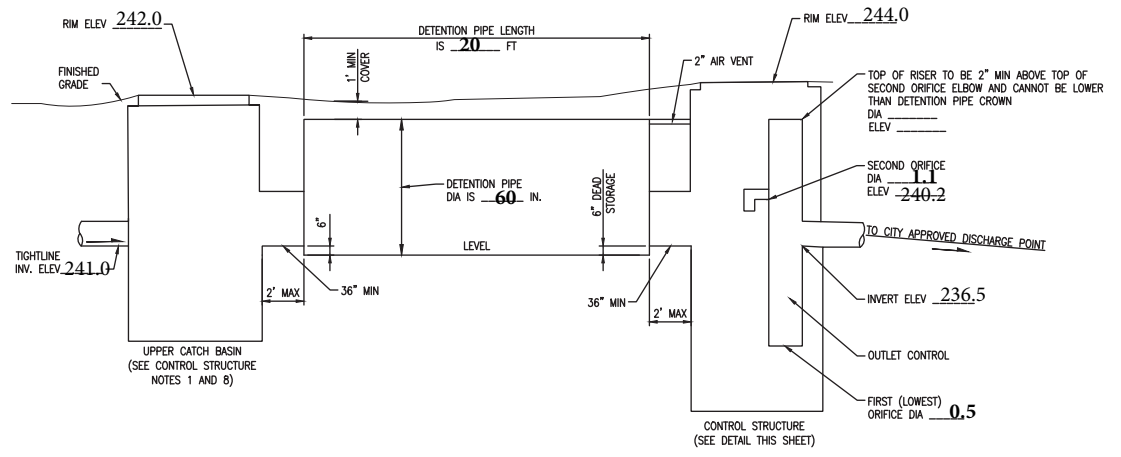 RIM ELEV 242.0
FINISHED
GRADE
1' MIN
COVER
DETENTION PIPE LENGTH
IS 20 FT
2" AIR VENT
RIM ELEV 244.0
TOP OF RISER TO BE 2" MIN ABOVE TOP OF
SECOND ORIFICE ELBOW AND CANNOT BE LOWER
THAN DETENTION PIPE CROWN
DIA
ELEV
SECOND ORIFICE
DIA 1.1
ELEV 240.2
DETENTION PIPE
DIA IS 60 IN.
6" DEAD
STORAGE
6"
LEVEL
TIGHTLINE
INV. ELEV 241.0
36" MIN
2' MAX
36" MIN
2' MAX
TO CITY APPROVED DISCHARGE POINT
INVERT ELEV 236.5
OUTLET CONTROL
FIRST (LOWEST)
ORIFICE DIA 0.5
UPPER CATCH BASIN
(SEE CONTROL STRUCTURE
NOTES 1 AND 8)
CONTROL STRUCTURE
(SEE DETAIL THIS SHEET)